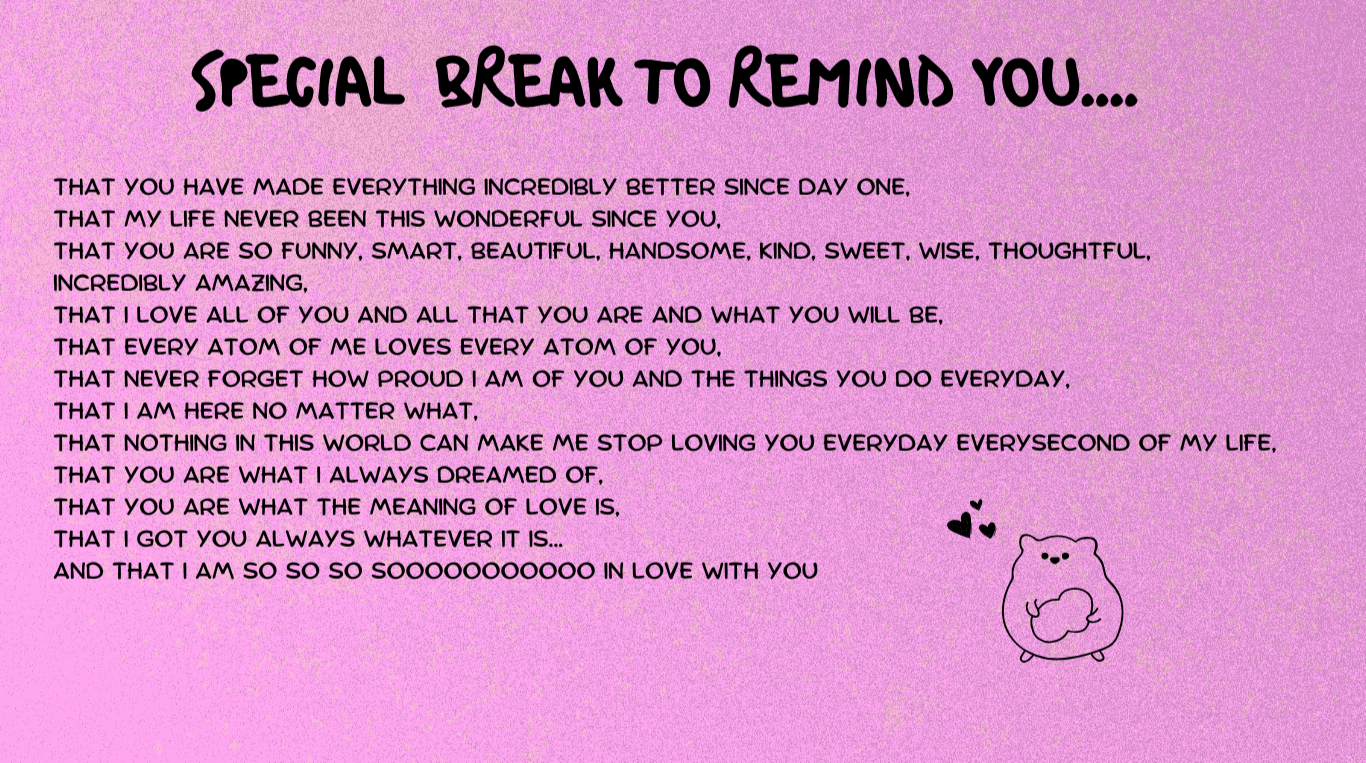 SPECIAL BREAK TO REMIND YOU....
THAT YOU HAVE MADE EVERYTHING INCREDIBLY BETTER SINCE DAY ONE,
THAT MY LIFE NEVER BEEN THIS WONDERFUL SINCE YOU,
THAT YOU ARE SO FUNNY, SMART, BEAUTIFUL, HANDSOME, KIND, SWEET, WISE, THOUGHTFUL,
INCREDIBLY AMAZING,
THAT I LOVE ALL OF YOU AND ALL THAT YOU ARE AND WHAT YOU WILL BE,
THAT EVERY ATOM OF ME LOVES EVERY ATOM OF YOU,
THAT NEVER FORGET HOW PROUD I AM OF YOU AND THE THINGS YOU DO EVERYDAY,
THAT I AM HERE NO MATTER WHAT,
THAT NOTHING IN THIS WORLD CAN MAKE ME STOP LOVING YOU EVERYDAY EVERYSECOND OF MY LIFE,
THAT YOU ARE WHAT I ALWAYS DREAMED OF,
THAT YOU ARE WHAT THE MEANING OF LOVE IS,
THAT I GOT YOU ALWAYS WHATEVER IT IS...
AND THAT I AM SO SO SO SOOOOOOOOOOO IN LOVE WITH YOU